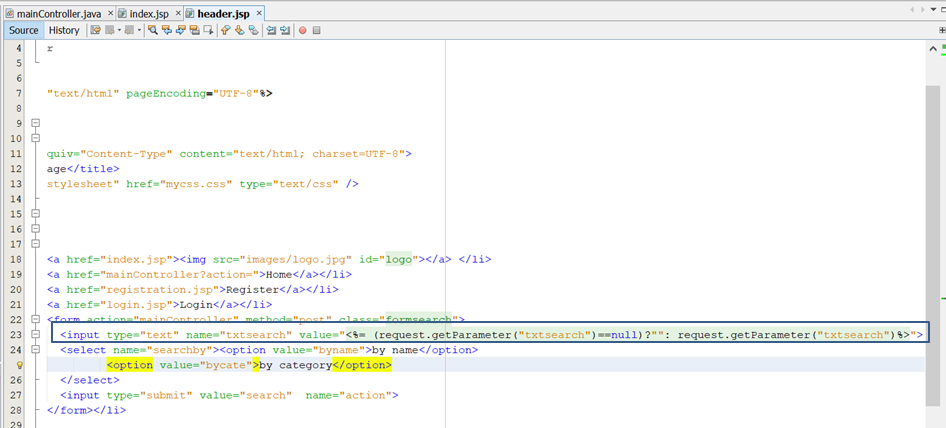 mainController.java index.jsp header.jsp
Source History
4 r
5
6
7 "text/html" pageEncoding="UTF-8"%>
8
9
10
11 quiv="Content-Type" content="text/html; charset=UTF-8">
12 age</title>
13 stylesheet" href="mycss.css" type="text/css" />
14
15
16
17
18 <a href="index.jsp"><img src="images/logo.jpg" id="logo"></a> </li>
19 <a href="mainController?action=">Home</a></li>
20 <a href="registration.jsp">Register</a></li>
21 <a href="login.jsp">Login</a></li>
22 <form action="mainController" method="post" class="formsearch">
23 <input type="text" name="txtsearch" value="<%= (request.getParameter("txtsearch")==null)?"": request.getParameter("txtsearch")%>">
24 <select name="searchby"><option value="byname">by name</option>
<option value="bycate">by category</option>
26 </select>
27 <input type="submit" value="search"  name="action">
28 </form></li>
29